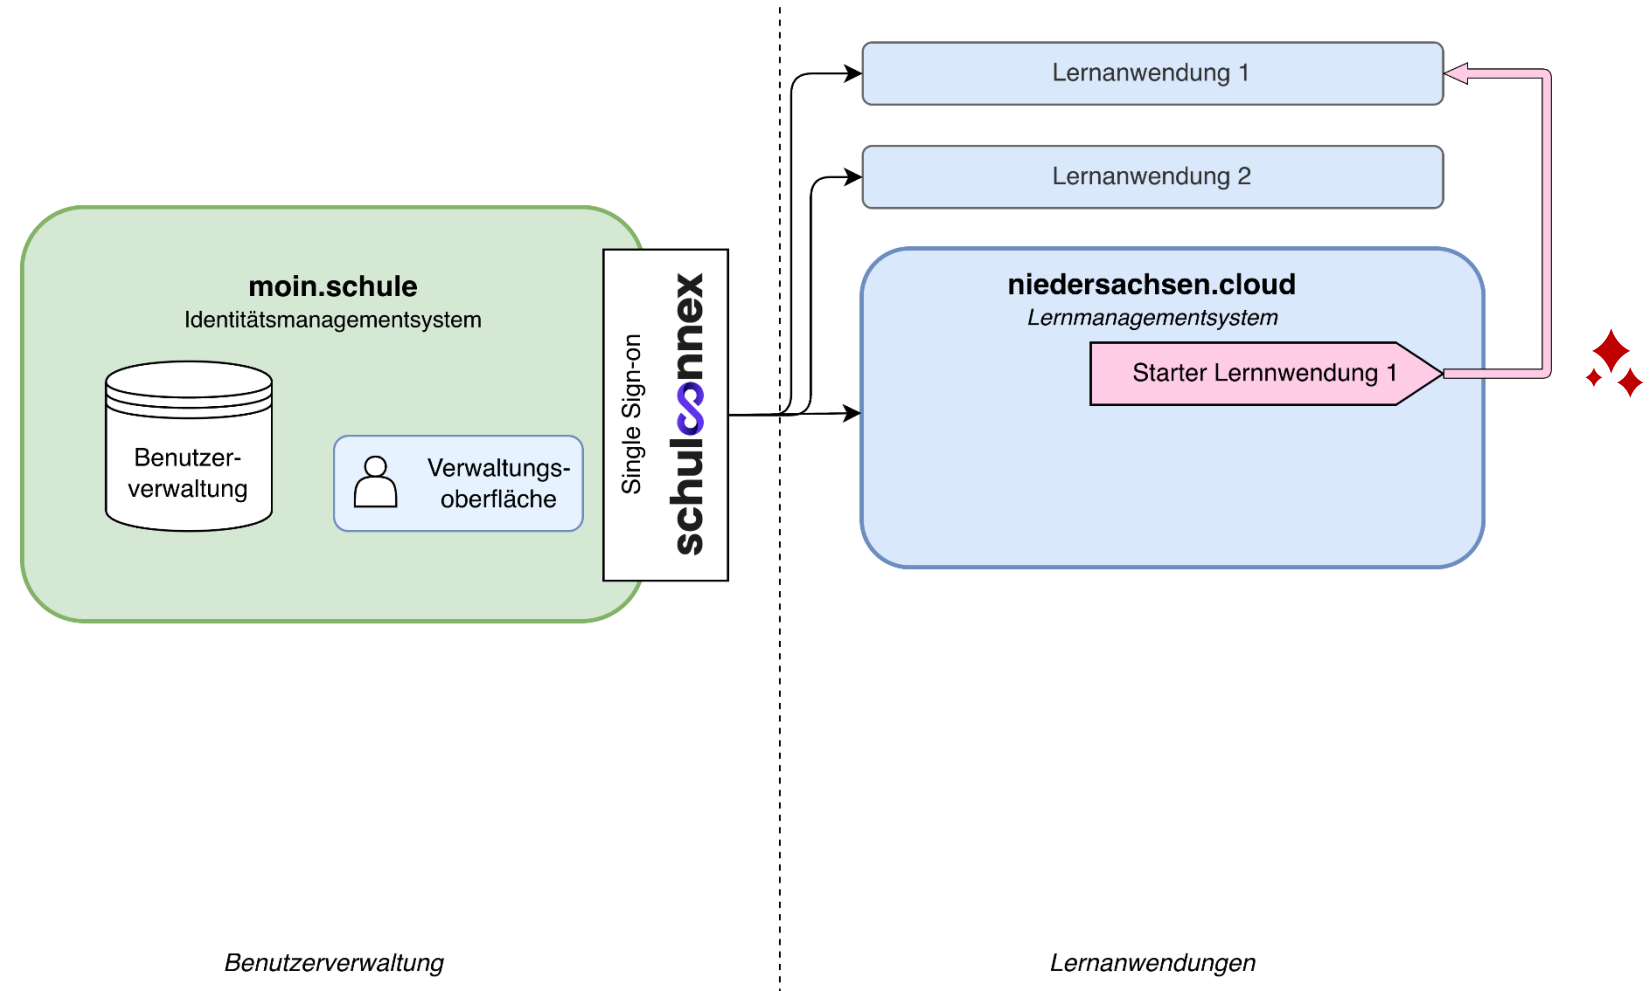 moin.schule
Identitätsmanagementsystem
Benutzer-
verwaltung
Verwaltungs-
oberfläche
Single Sign-on
schulconnex
Lernanwendung 1
Lernanwendung 2
niedersachsen.cloud
Lernmanagementsystem
Starter Lernnwendung 1
Benutzerverwaltung
Lernanwendungen